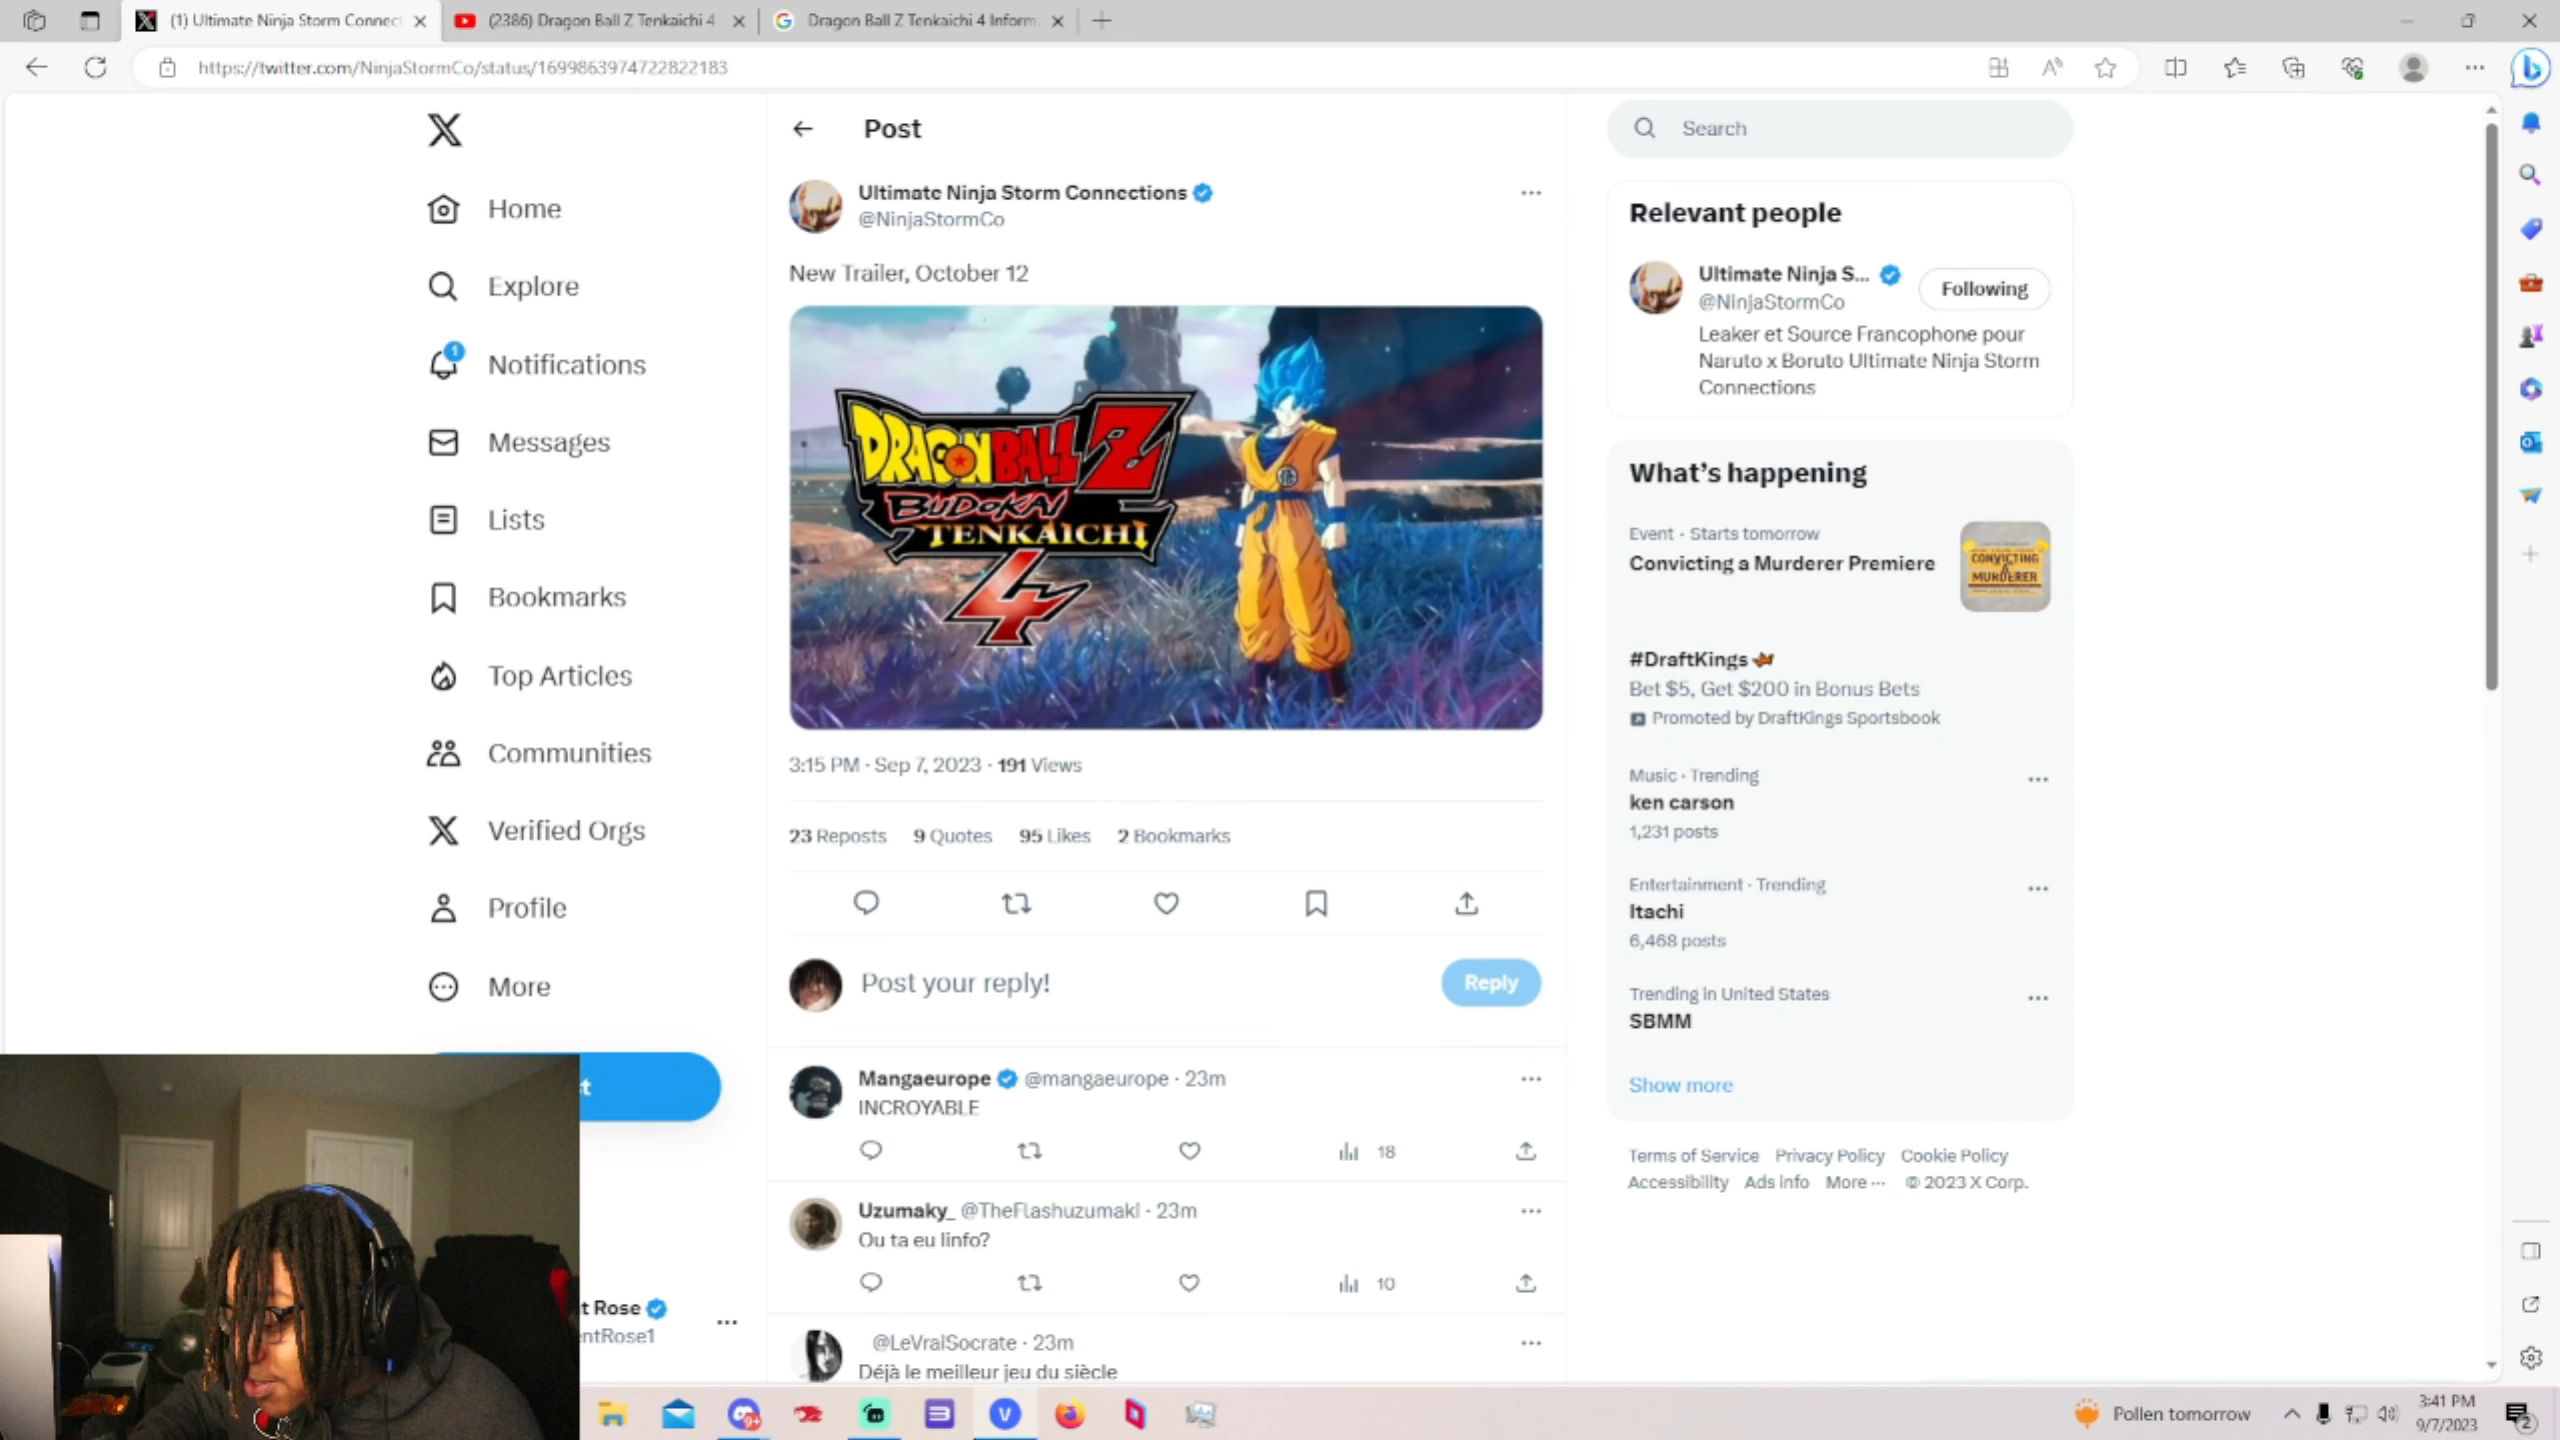 (1) Ultimate Ninja Storm Connect
(2386) Dragon Ball Z Tenkaichi 4
Dragon Ball Z Tenkaichi 4 Inform
https://twitter.com/NinjaStormCo/status/1699863974722822183
Home
Explore
1
Notifications
Messages
Lists
Bookmarks
Top Articles
Communities
Verified Orgs
Profile
More
t
t Rose
entRose1
Post
Ultimate Ninja Storm Connections
@NinjaStormCo
New Trailer, October 12
DRAGON BALL Z
BUDOKAI
TENKAICHI
4
3:15 PM · Sep 7, 2023 · 191 Views
23 Reposts 9 Quotes 95 Likes 2 Bookmarks
Post your reply!
Reply
Mangaeurope @mangaeurope · 23m
INCROYABLE
18
Uzumaky_ @TheFlashuzumaki · 23m
Ou ta eu linfo?
10
@LeVraiSocrate · 23m
Déjà le meilleur jeu du siècle
Search
Relevant people
Ultimate Ninja S...
@NinjaStormCo
Following
Leaker et Source Francophone pour
Naruto x Boruto Ultimate Ninja Storm
Connections
What's happening
Event · Starts tomorrow
Convicting a Murderer Premiere
CONVICTING
A
MURDERER
#DraftKings
Bet $5, Get $200 in Bonus Bets
Promoted by DraftKings Sportsbook
Music · Trending
ken carson
1,231 posts
Entertainment · Trending
Itachi
6,468 posts
Trending in United States
SBMM
Show more
Terms of Service Privacy Policy Cookie Policy
Accessibility Ads info More ··· © 2023 X Corp.
9+
Pollen tomorrow
3:41 PM
9/7/2023
2